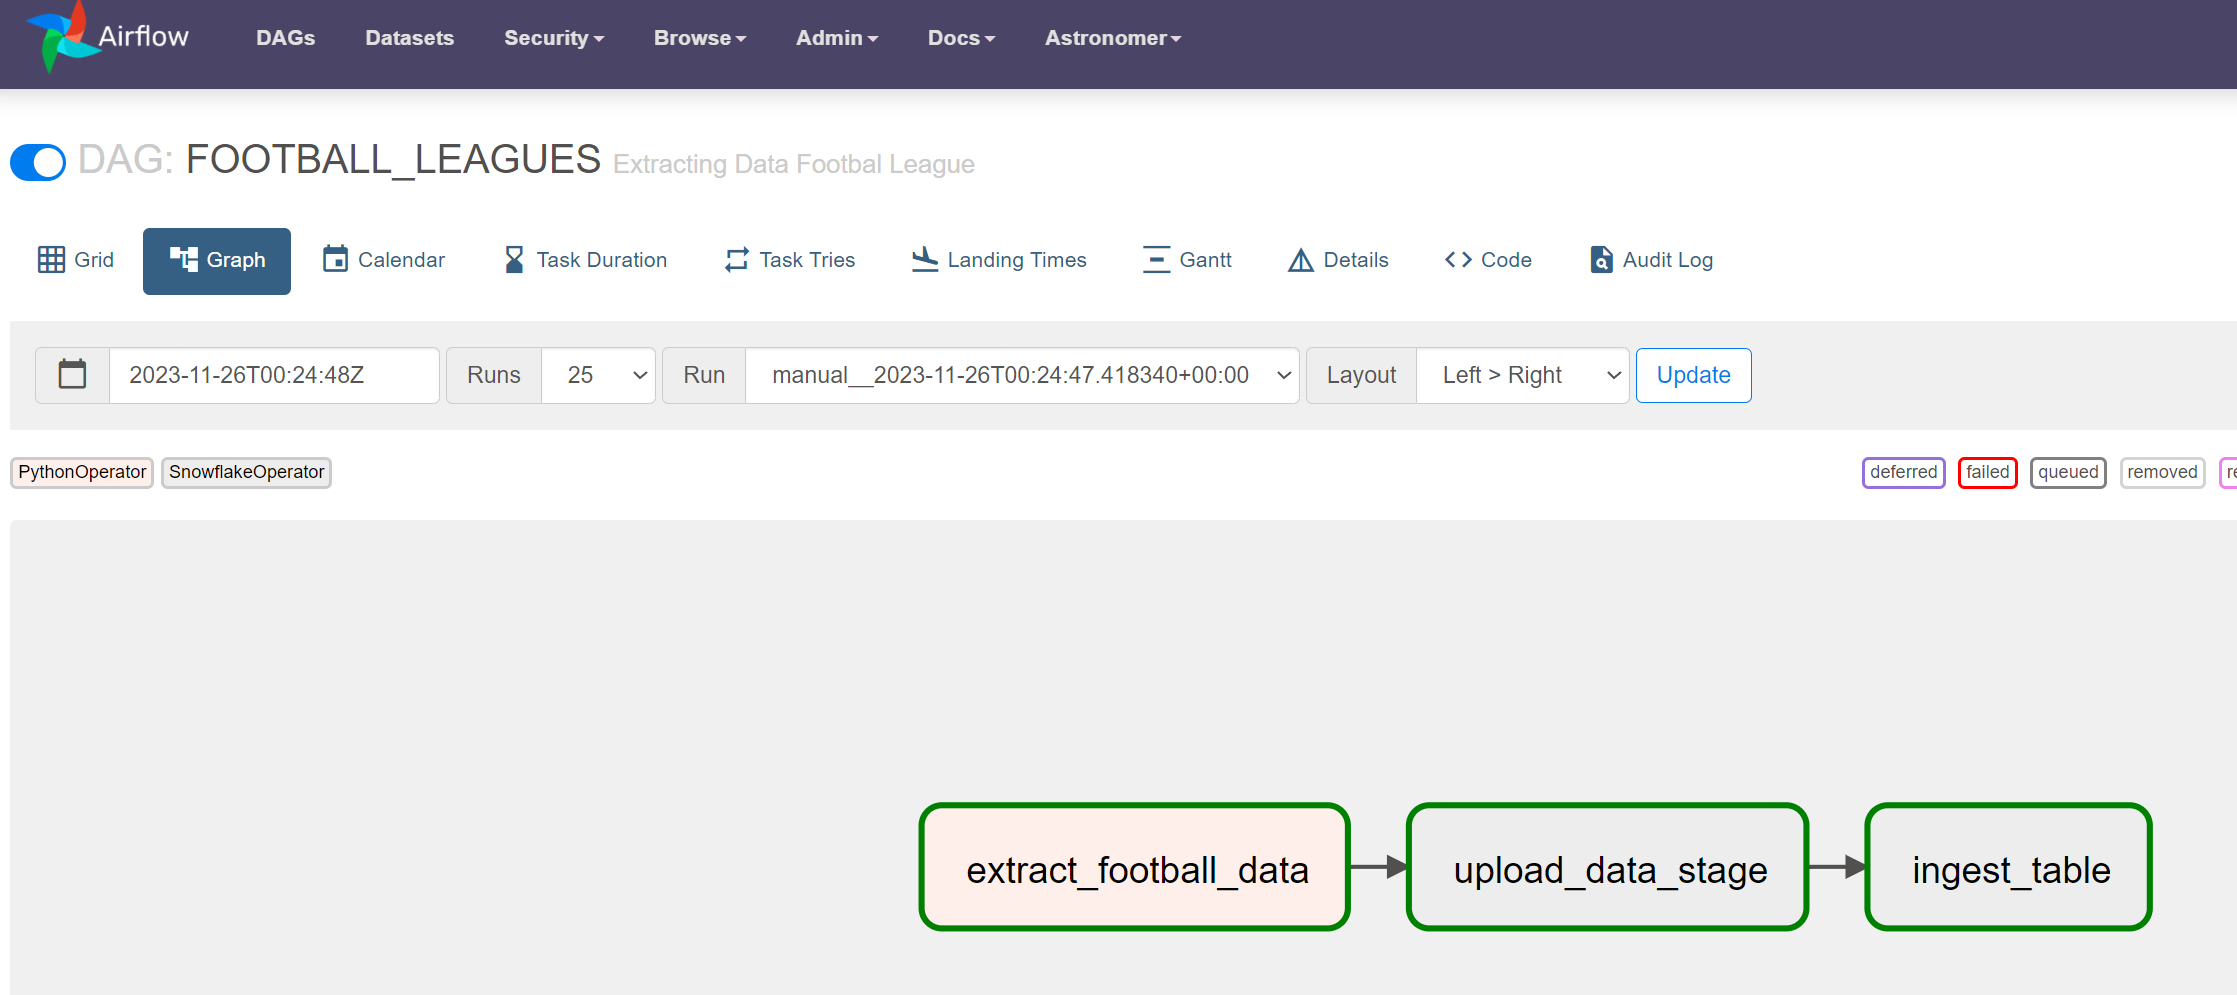 Airflow DAGs Datasets Security Browse Admin Docs Astronomer
DAG: FOOTBALL_LEAGUES Extracting Data Footbal League
Grid Graph Calendar Task Duration Task Tries Landing Times Gantt Details Code Audit Log
2023-11-26T00:24:48Z Runs 25 Run manual__2023-11-26T00:24:47.418340+00:00 Layout Left > Right Update
PythonOperator SnowflakeOperator deferred failed queued removed
extract_football_data upload_data_stage ingest_table